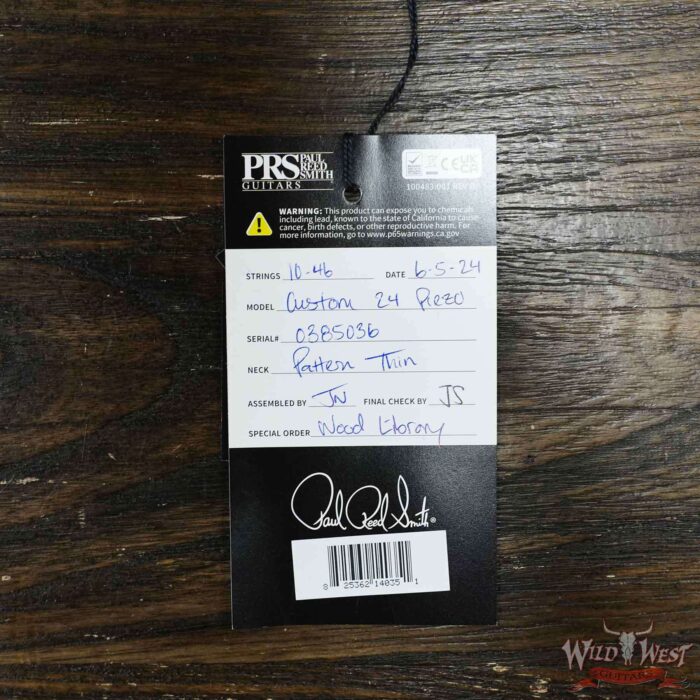 PRS PAUL REED SMITH
GUITARS
CE UK CA
WARNING: This product can expose you to chemicals
including lead, known to the state of California to cause
cancer, birth defects, or other reproductive harm. For
more information, go to www.p65warnings.ca.gov
STRINGS 10-46 DATE 6-5-24
MODEL Custom 24 Piezo
SERIAL# 0385036
NECK Pattern Thin
ASSEMBLED BY JN FINAL CHECK BY JS
SPECIAL ORDER Wood Library
Paul Reed Smith®
8 25362 14035 1
WILD WEST
GUITARS